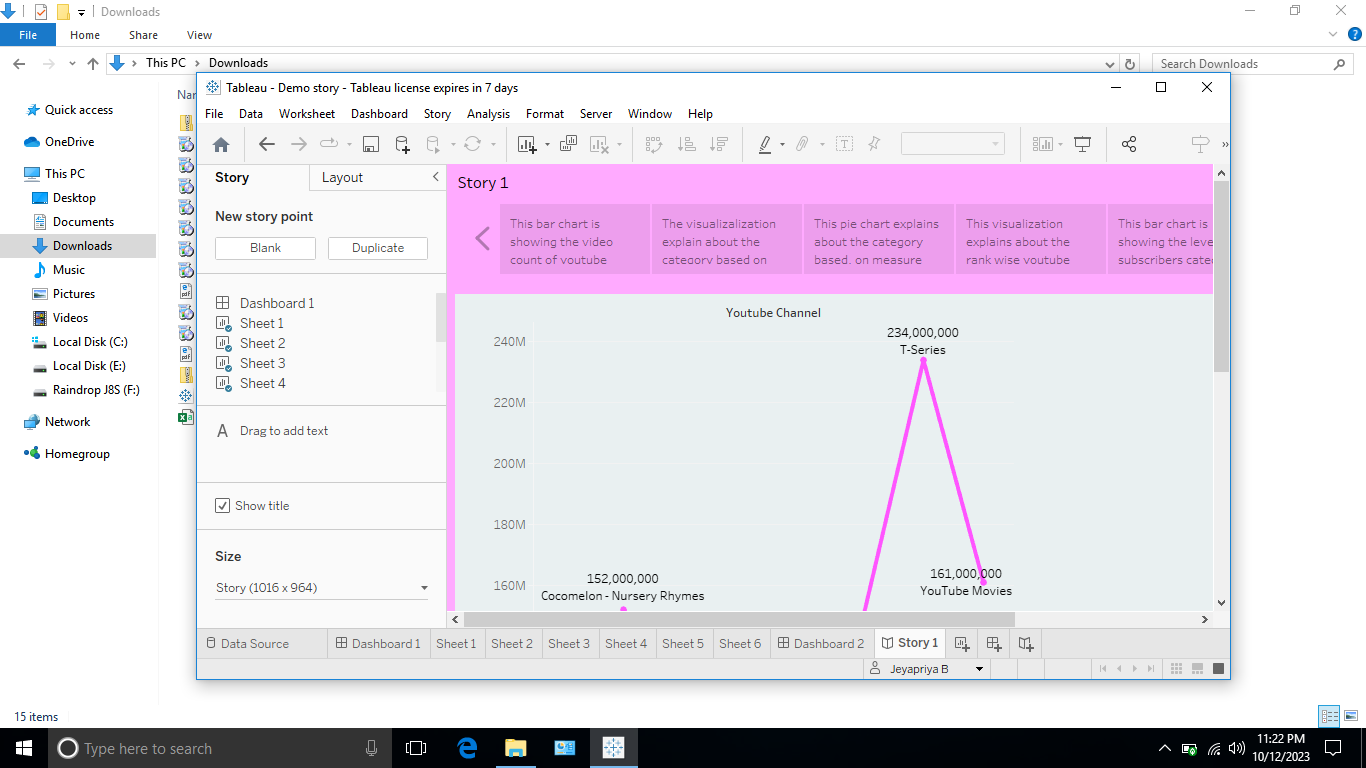 Downloads
File Home Share View
This PC Downloads
Search Downloads
Quick access
OneDrive
This PC
Desktop
Documents
Downloads
Music
Pictures
Videos
Local Disk (C:)
Local Disk (E:)
Raindrop J8S (F:)
Network
Homegroup
Tableau - Demo story - Tableau license expires in 7 days
File Data Worksheet Dashboard Story Analysis Format Server Window Help
Story Layout
New story point
Blank Duplicate
Dashboard 1
Sheet 1
Sheet 2
Sheet 3
Sheet 4
A Drag to add text
Show title
Size
Story (1016 x 964)
Story 1
This bar chart is
showing the video
count of youtube
The visualizalization
explain about the
category based on
This pie chart explains
about the category
based, on measure
This visualization
explains about the
rank wise youtube
This bar chart is
showing the leve
subscribers cate
Youtube Channel
240M
220M
200M
180M
160M
234,000,000
T-Series
161,000,000
YouTube Movies
152,000,000
Cocomelon - Nursery Rhymes
Data Source Dashboard 1 Sheet 1 Sheet 2 Sheet 3 Sheet 4 Sheet 5 Sheet 6 Dashboard 2 Story 1
Jeyapriya B
15 items
Type here to search
11:22 PM
10/12/2023